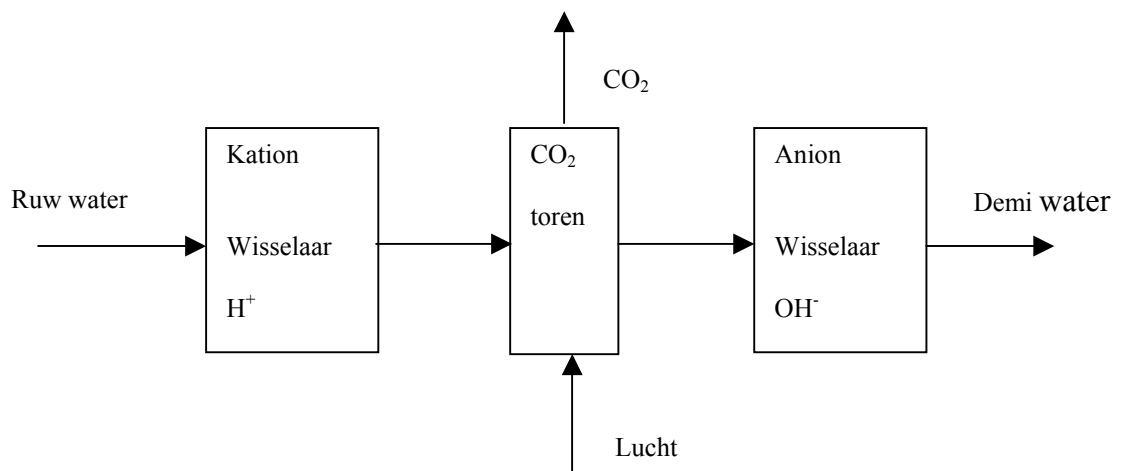 CO₂
Kation
Wisselaar
H⁺
CO₂
toren
Anion
Wisselaar
OH⁻
Ruw water
Demi water
Lucht